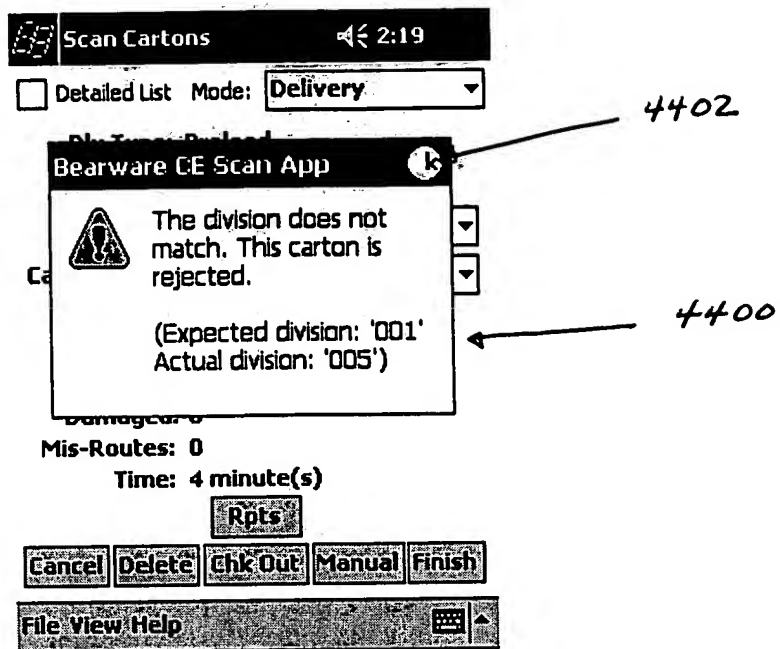 Scan Cartons 2:19
Detailed List Mode: Delivery
4402
Bearware CE Scan App k
The division does not
match. This carton is
rejected.
(Expected division: '001'
Actual division: '005')
4400
Mis-Routes: 0
Time: 4 minute(s)
Rpts
Cancel Delete Chk Out Manual Finish
File View Help